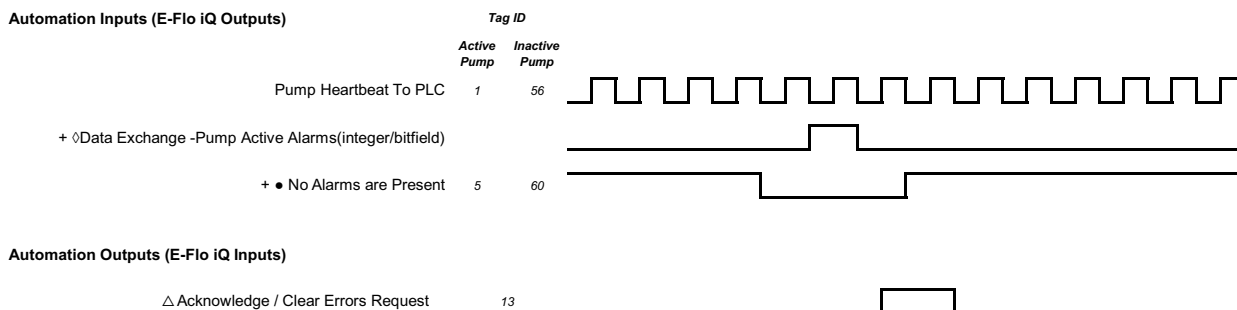 Automation Inputs (E-Flo iQ Outputs) Tag ID
Active Pump Inactive Pump
Pump Heartbeat To PLC 1 56
+ ◊Data Exchange -Pump Active Alarms(integer/bitfield)
+ ● No Alarms are Present 5 60
Automation Outputs (E-Flo iQ Inputs)
△ Acknowledge / Clear Errors Request 13